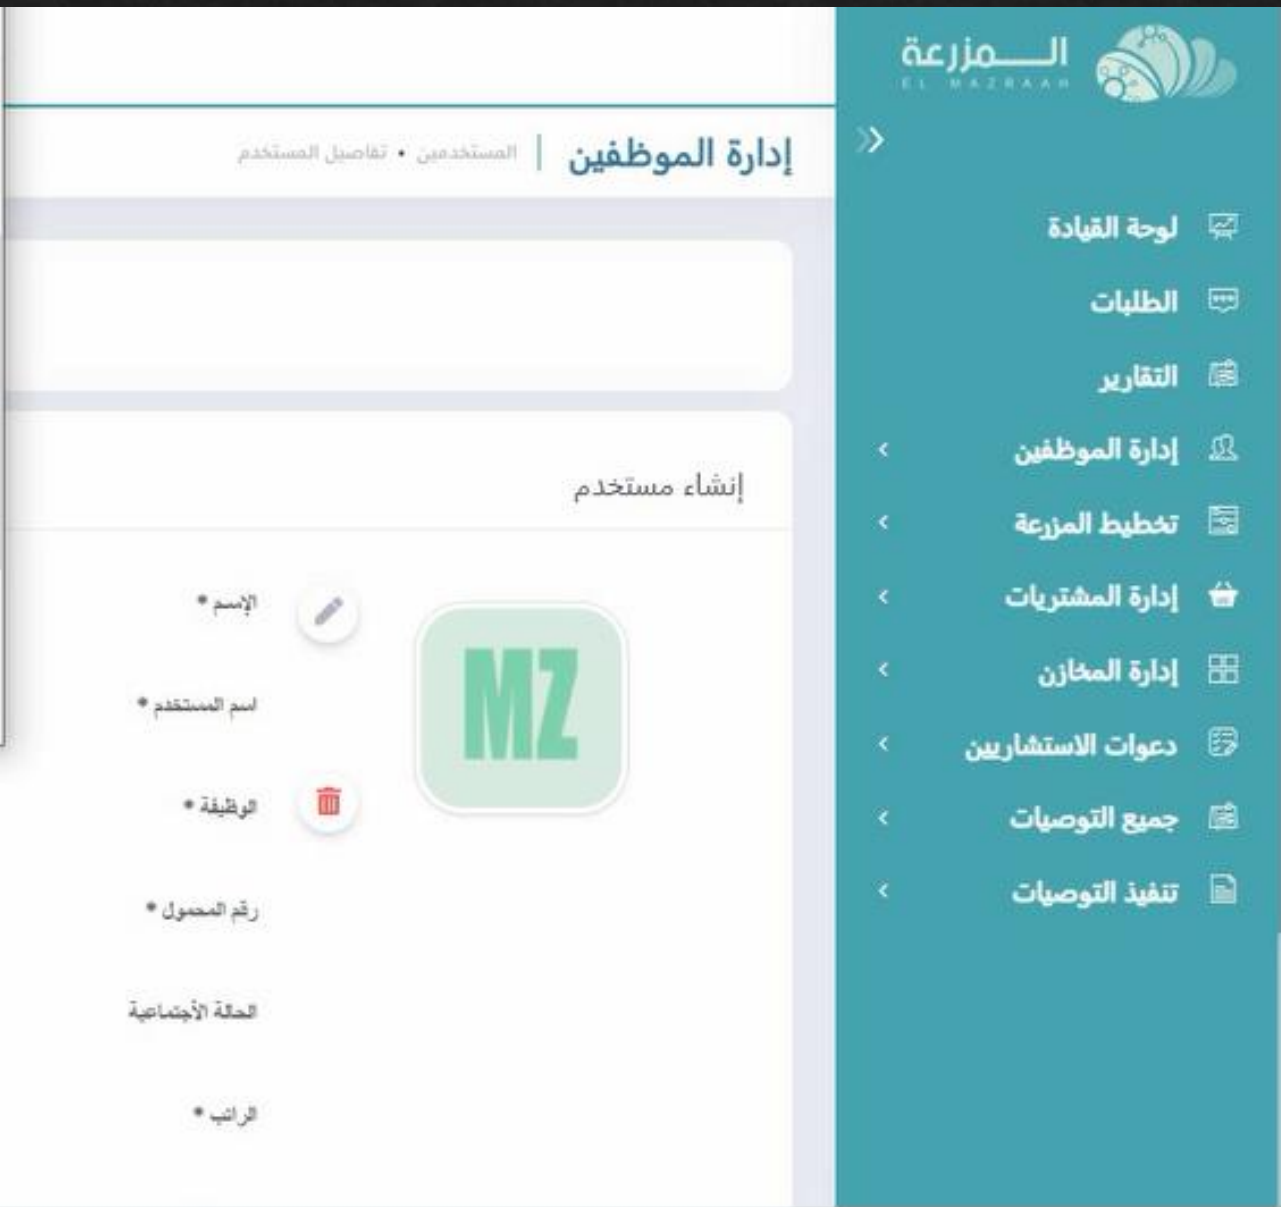 الـــمزرعة
EL MAZRAAH
لوحة القيادة
الطلبات
التقارير
إدارة الموظفين
تخطيط المزرعة
إدارة المشتريات
إدارة المخازن
دعوات الاستشاريين
جميع التوصيات
تنفيذ التوصيات
إدارة الموظفين | المستخدمين • تفاصيل المستخدم
إنشاء مستخدم
MZ
الإسم *
اسم المستخدم *
الوظيفة *
رقم المحمول *
الحالة الأجتماعية
الراتب *